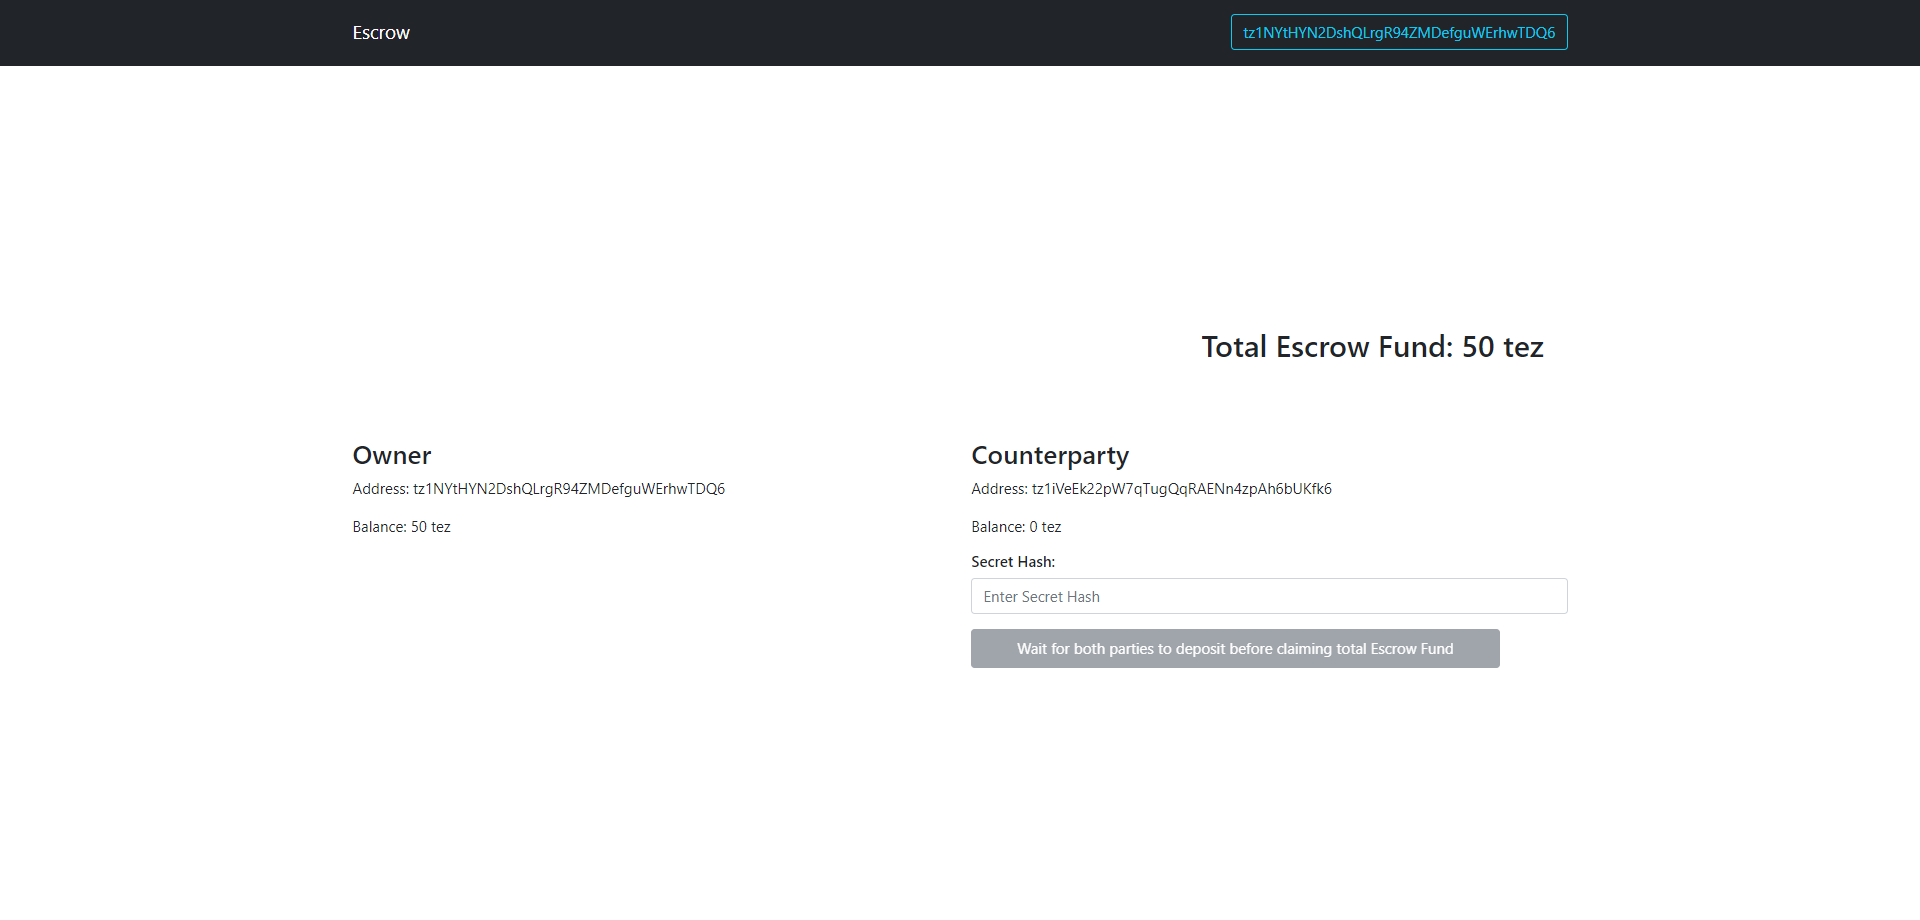 Escrow
tz1NYtHYN2DshQLrgR94ZMDefguWErhwTDQ6
Total Escrow Fund: 50 tez
Owner
Address: tz1NYtHYN2DshQLrgR94ZMDefguWErhwTDQ6
Balance: 50 tez
Counterparty
Address: tz1iVeEk22pW7qTugQqRAENn4zpAh6bUKfk6
Balance: 0 tez
Secret Hash:
Enter Secret Hash
Wait for both parties to deposit before claiming total Escrow Fund